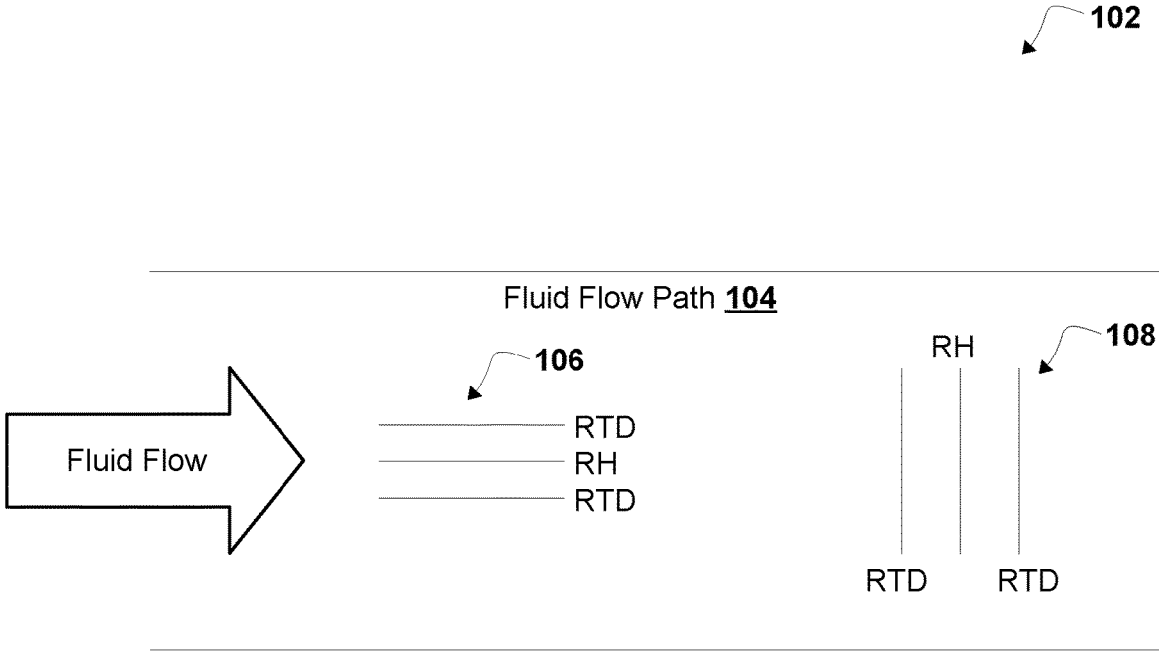 102
Fluid Flow Path 104
106
RH
108
Fluid Flow
RTD
RH
RTD
RTD
RTD